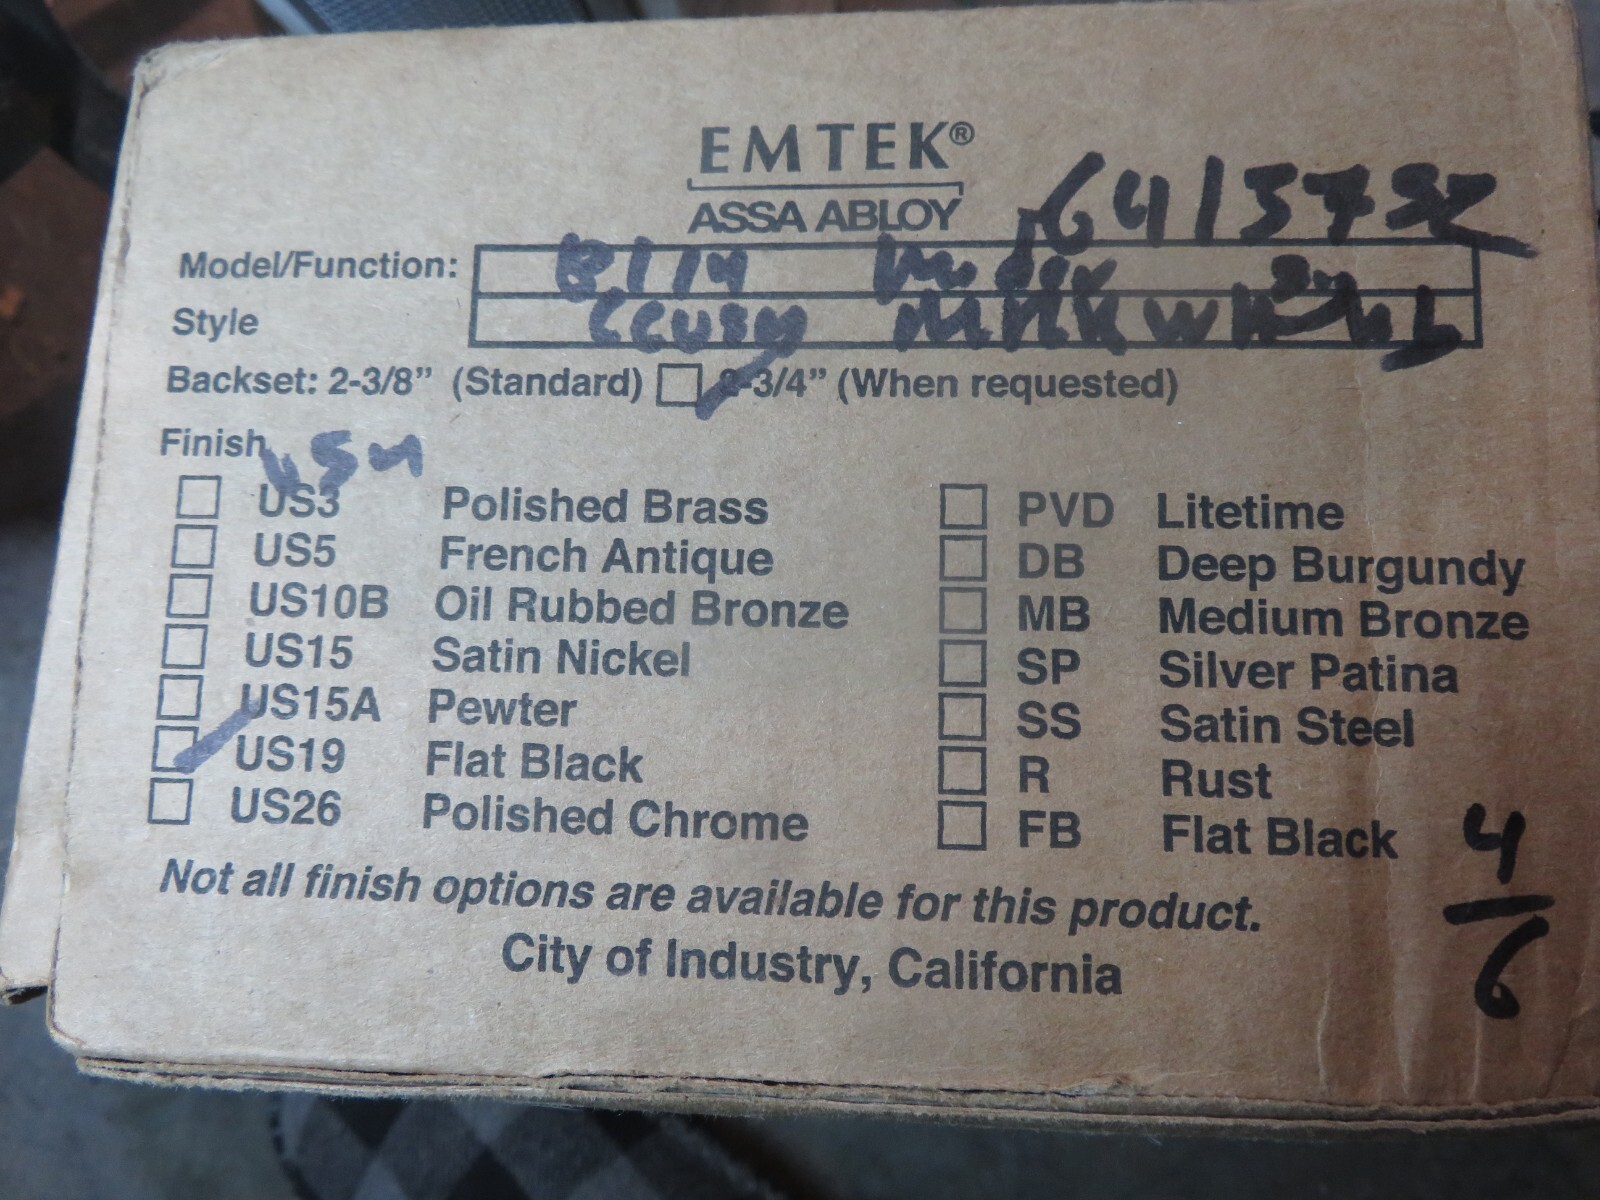 EMTEK®
ASSA ABLOY
6413732
Model/Function:
Style
Backset: 2-3/8” (Standard) 2-3/4” (When requested)
Finish
US3 Polished Brass
US5 French Antique
US10B Oil Rubbed Bronze
US15 Satin Nickel
US15A Pewter
US19 Flat Black
US26 Polished Chrome
PVD Litetime
DB Deep Burgundy
MB Medium Bronze
SP Silver Patina
SS Satin Steel
R Rust
FB Flat Black
4
6
Not all finish options are available for this product.
City of Industry, California